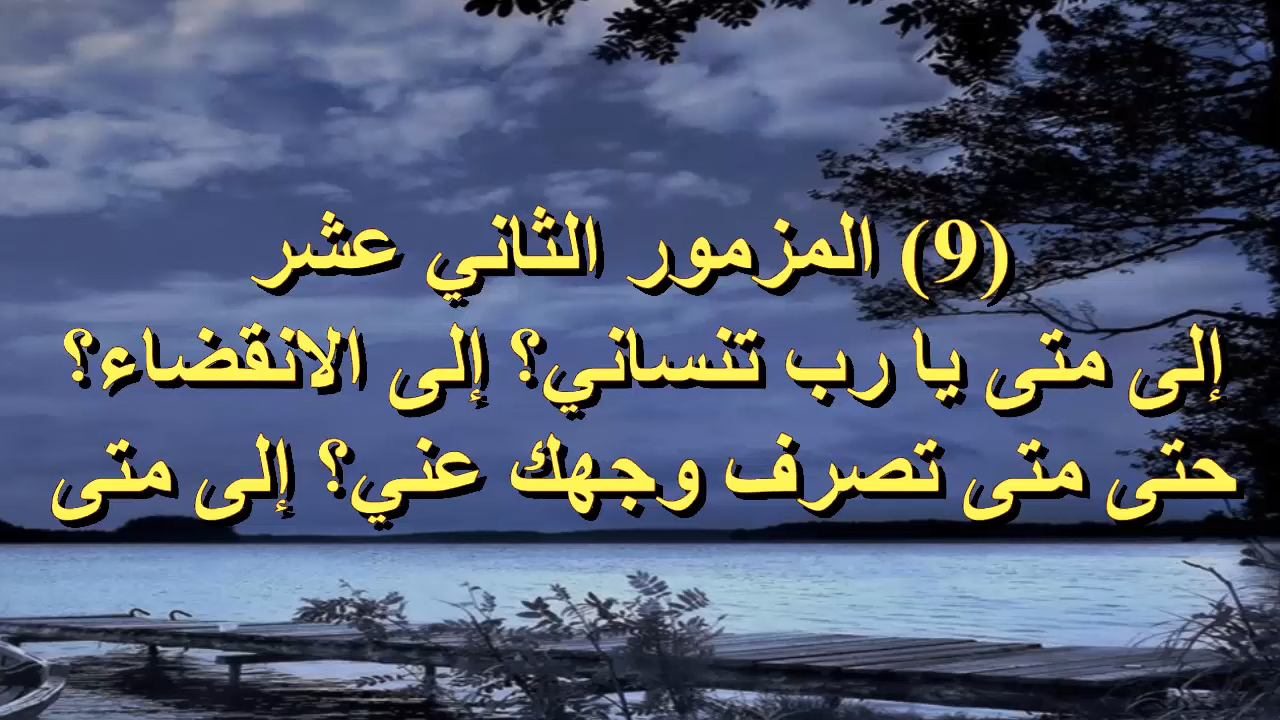 (9) المزمور الثاني عشر
إلى متى يا رب تنساني؟ إلى الانقضاء؟
حتى متى تصرف وجهك عني؟ إلى متى